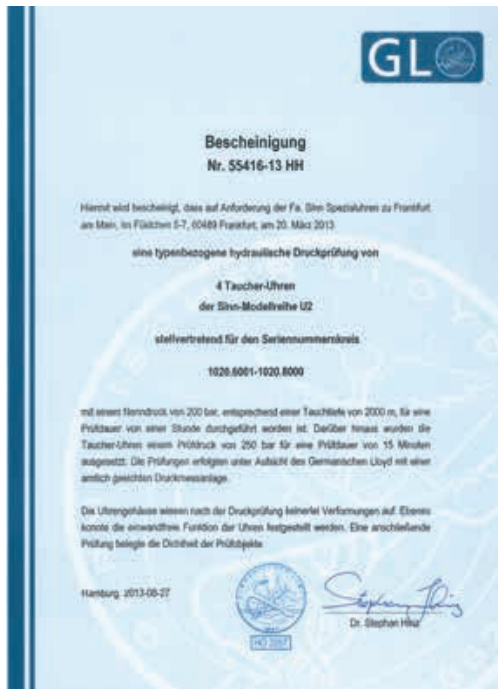 GL
Bescheinigung
Nr. 55416-13 HH
Hiermit wird bescheinigt, dass auf Anforderung der Fa. Sinn Spezialuhren zu Frankfurt
am Main, Im Füldchen 5-7, 60489 Frankfurt, am 20. März 2013
eine typenbezogene hydraulische Druckprüfung von
4 Taucher-Uhren
der Sinn-Modellreihe U2
stellvertretend für den Seriennummernkreis
1020.6001-1020.8000
mit einem Nenndruck von 200 bar, entsprechend einer Tauchtiefe von 2000 m, für eine
Prüfdauer von einer Stunde durchgeführt worden ist. Darüber hinaus wurden die
Taucher-Uhren einem Prüfdruck von 250 bar für eine Prüfdauer von 15 Minuten
ausgesetzt. Die Prüfungen erfolgten unter Aufsicht des Germanischen Lloyd mit einer
amtlich geeichten Druckmessanlage.
Die Uhrengehäuse wiesen nach der Druckprüfung keinerlei Verformungen auf. Ebenso
konnte die einwandfreie Funktion der Uhren festgestellt werden. Eine anschließende
Prüfung belegte die Dichtheit der Prüfobjekte.
Hamburg, 2013-08-27
Dr. Stephan Hinz